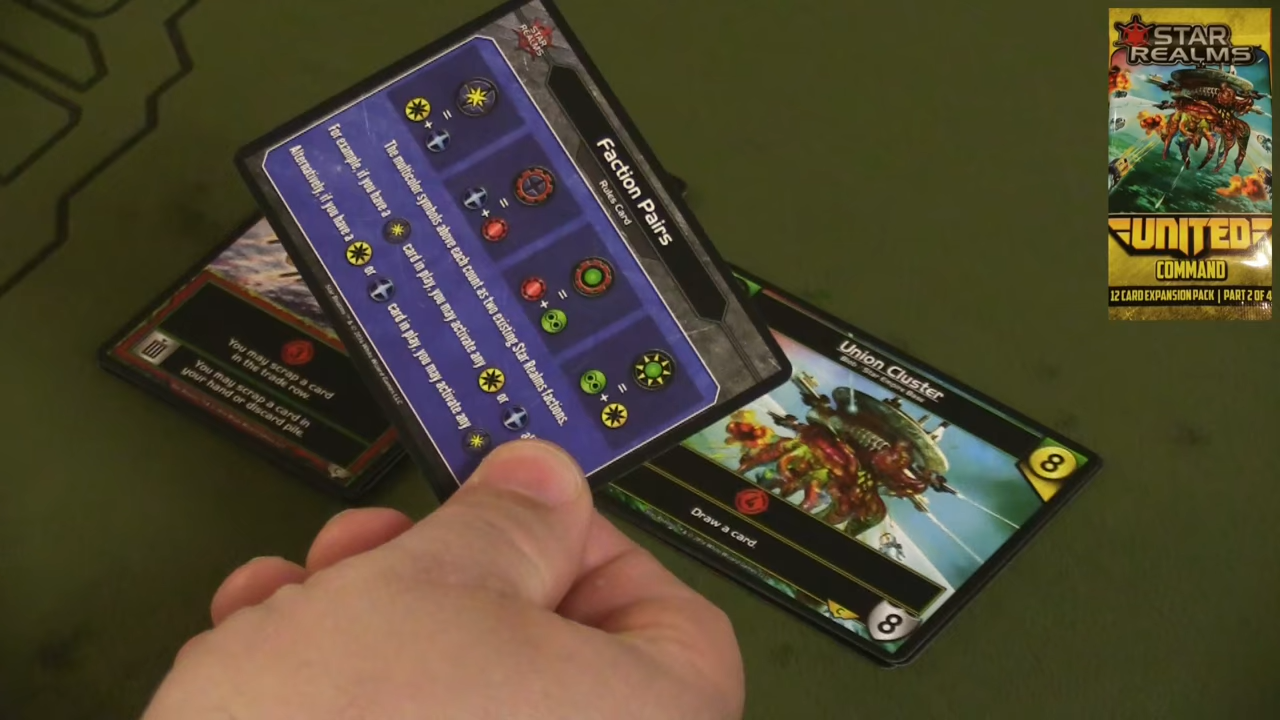 STAR
REALMS
Faction Pairs
Rules Card
+ =
+ =
+ =
+ =
The multicolor symbols above each count as two existing Star Realms factions.
For example, if you have a card in play, you may activate any or
Alternatively, if you have a or card in play, you may activate any
You may scrap a card
in the trade row
You may scrap a card in
your hand or discard pile.
Union Cluster
8
Draw a card.
C
8
STAR
REALMS
UNITED
COMMAND
12 CARD EXPANSION PACK | PART 2 OF 4